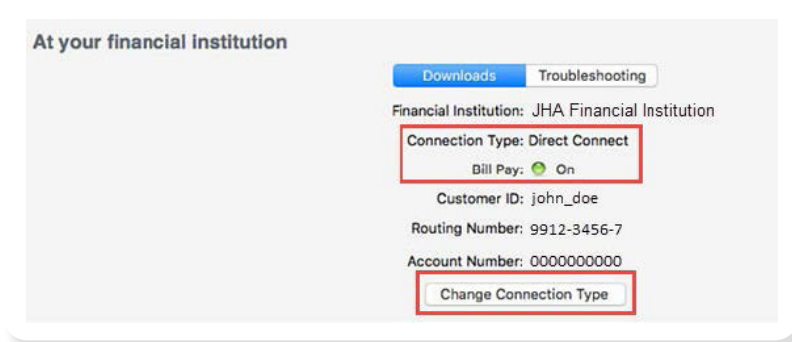 At your financial institution
Downloads Troubleshooting
Financial Institution: JHA Financial Institution
Connection Type: Direct Connect
Bill Pay: On
Customer ID: john_doe
Routing Number: 9912-3456-7
Account Number: 0000000000
Change Connection Type